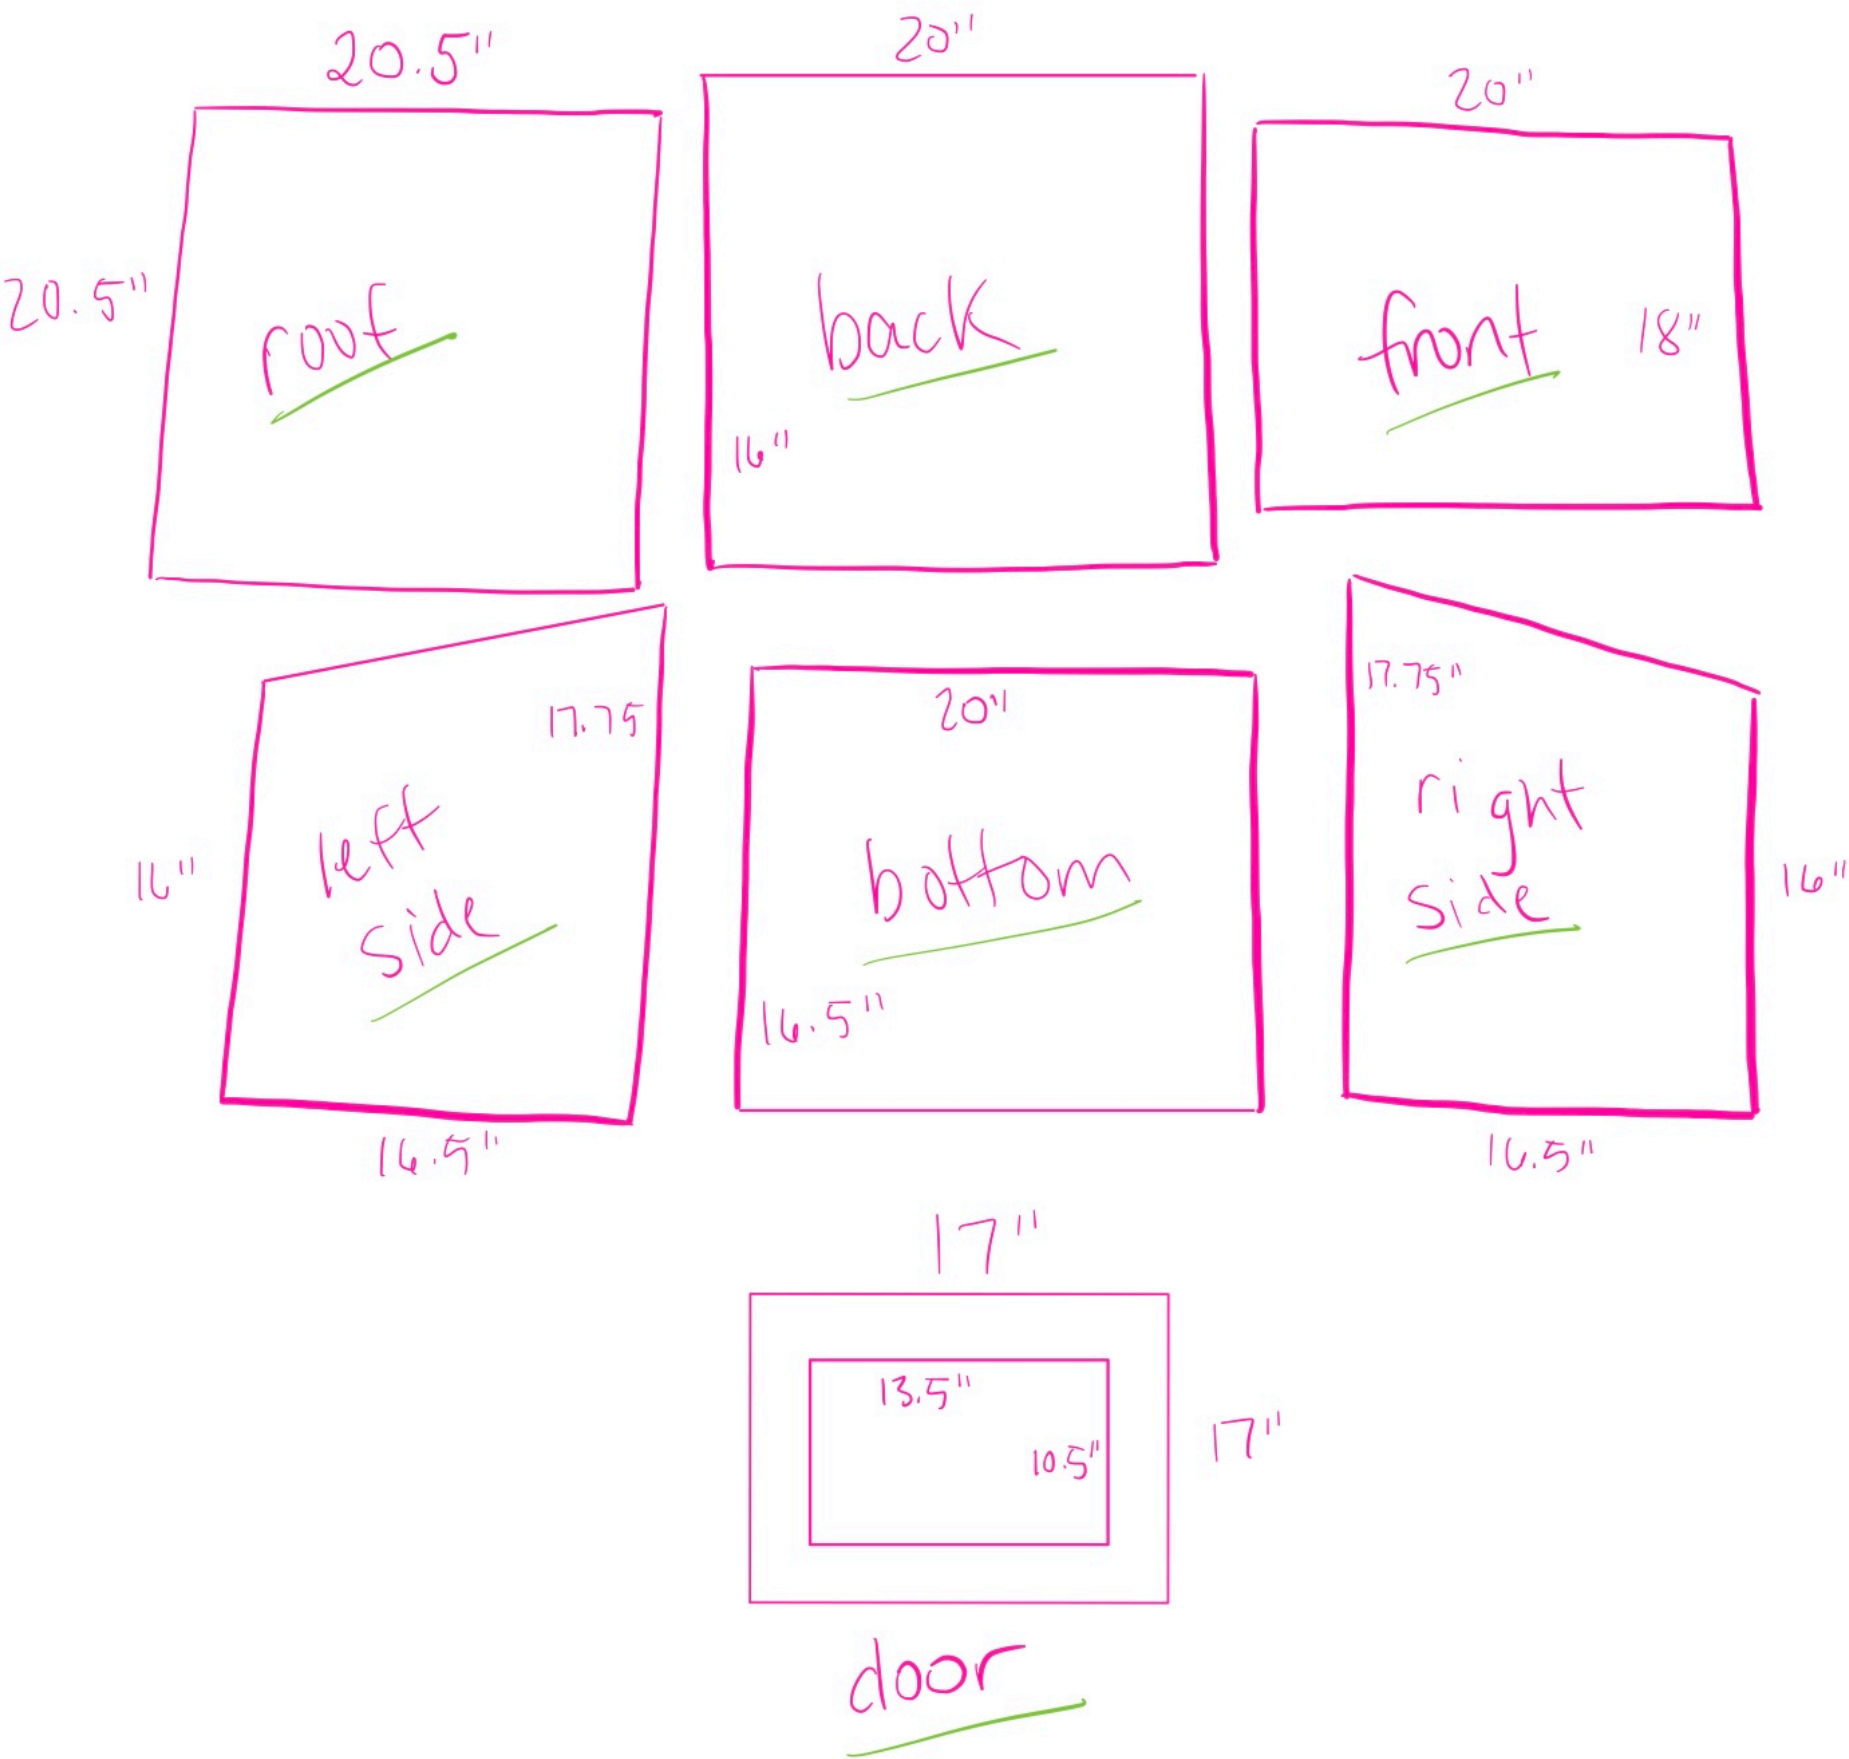 20.5"
20.5"
roof
20"
back
16"
20"
front
18"
17.75
16"
left
side
16.5"
20"
bottom
16.5"
17.75"
right
side
16"
16.5"
17"
13.5"
10.5"
17"
door